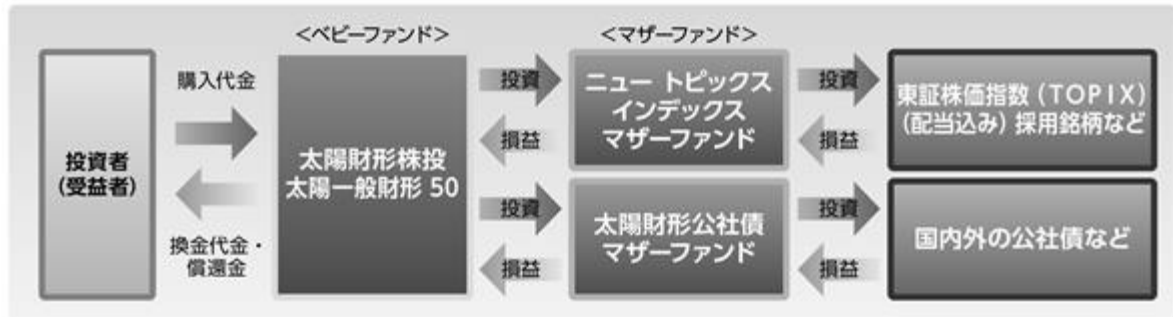 <ベビーファンド>
<マザーファンド>
投資者
(受益者)
購入代金
換金代金・
償還金
太陽財形株投
太陽一般財形 50
投資
損益
ニュー トピックス
インデックス
マザーファンド
投資
損益
東証株価指数 (TOPIX)
(配当込み) 採用銘柄など
投資
損益
太陽財形公社債
マザーファンド
投資
損益
国内外の公社債など